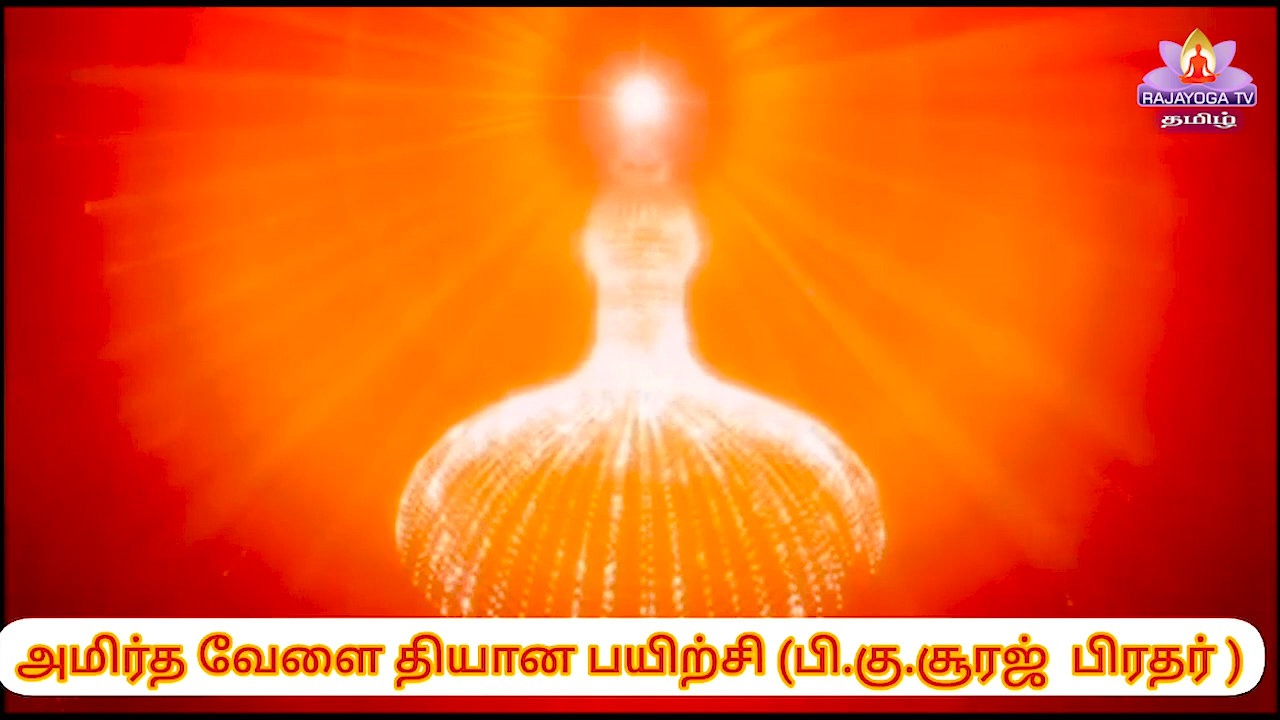 RAJAYOGA TV
தமிழ்
அமிர்த வேளை தியான பயிற்சி (பி.கு.சூரஜ் பிரதர் )